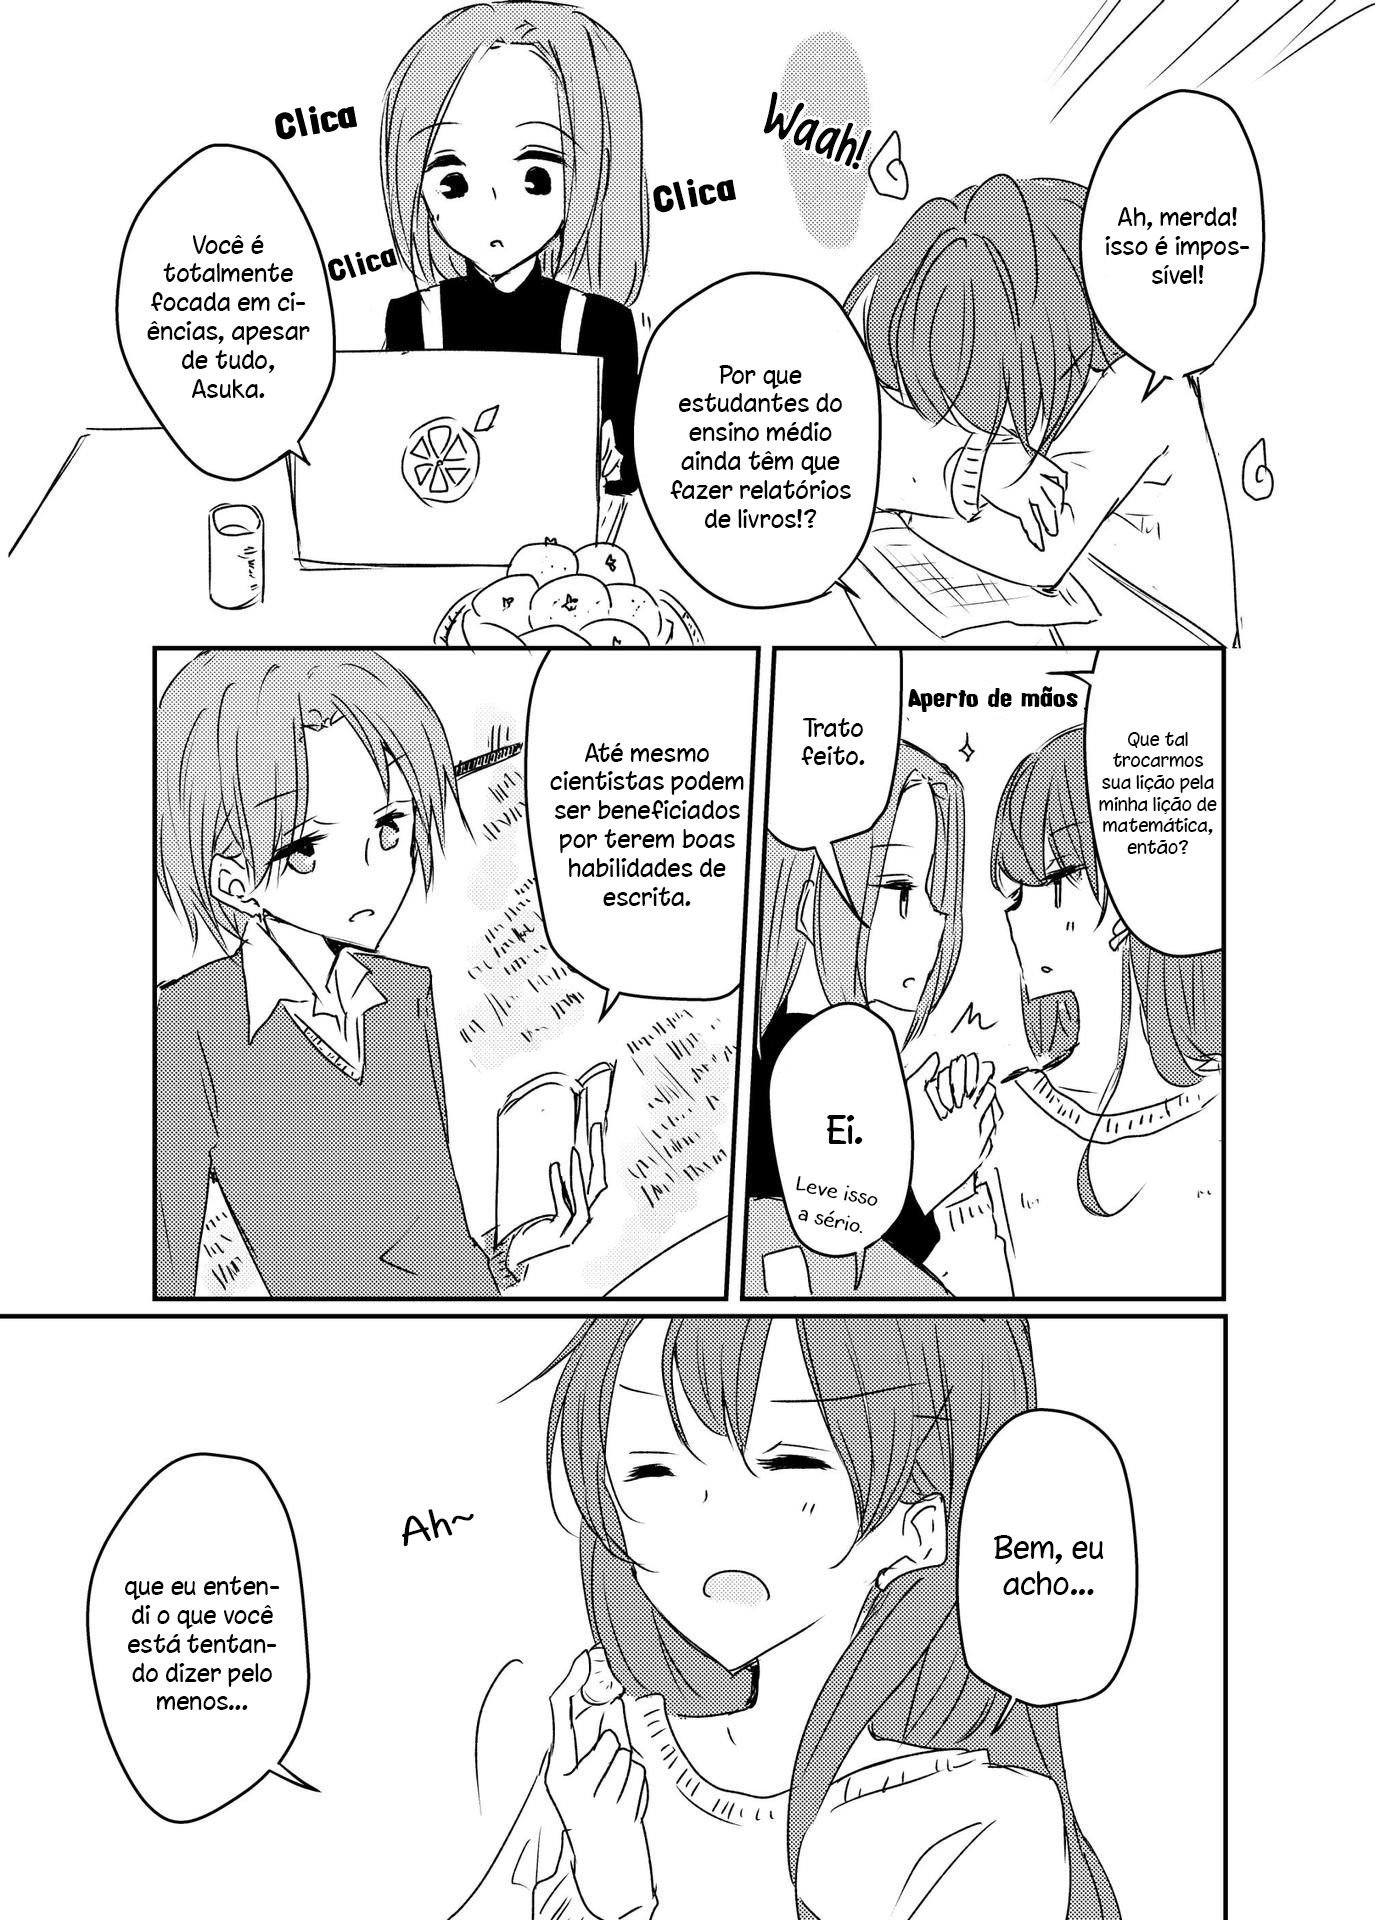 Ah, merda!
isso é impos-
sível!
Waah!
Por que
estudantes do
ensino médio
ainda têm que
fazer relatórios
de livros!?
Clica
Clica
Clica
Você é
totalmente
focada em ci-
ências, apesar
de tudo,
Asuka.
Que tal
trocarmos
sua lição pela
minha lição de
matemática,
então?
Aperto de mãos
Trato
feito.
Ei.
Leve isso
a sério.
Até mesmo
cientistas podem
ser beneficiados
por terem boas
habilidades de
escrita.
Bem, eu
acho...
Ah~
que eu enten-
di o que você
está tentan-
do dizer pelo
menos...